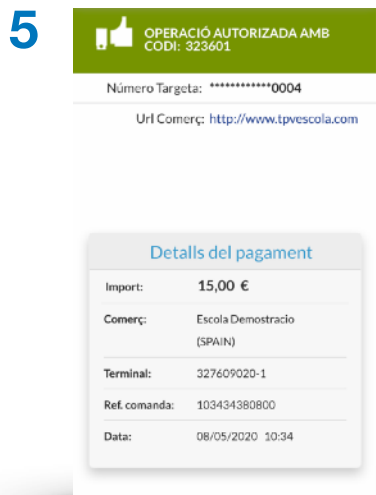 5
OPERACIÓ AUTORIZADA AMB
CODI: 323601
Número Targeta: ************0004
Url Comerç: http://www.tpvescola.com
Detalls del pagament
Import: 15,00 €
Comerç: Escola Demostracio
(SPAIN)
Terminal: 327609020-1
Ref. comanda: 103434380800
Data: 08/05/2020 10:34